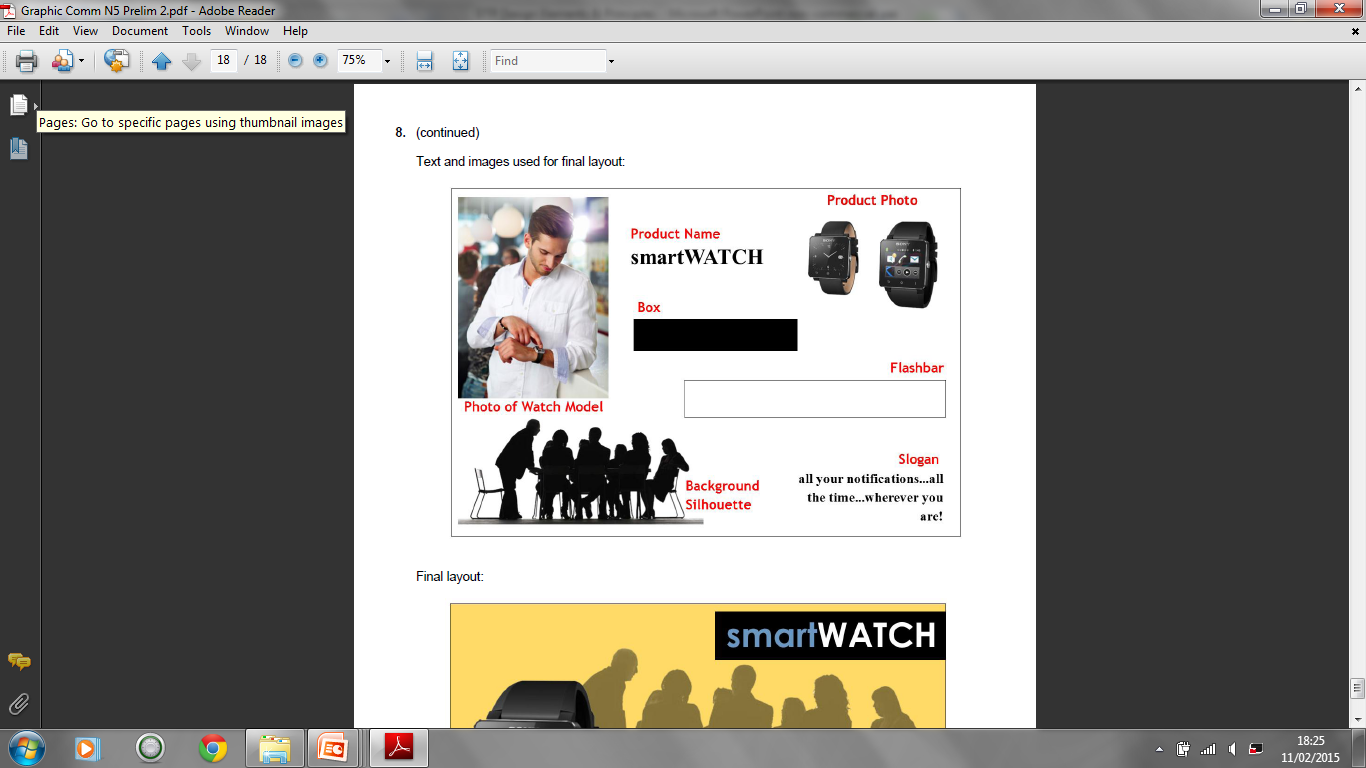 Graphic Comm N5 Prelim 2.pdf - Adobe Reader
File Edit View Document Tools Window Help
18 / 18 75% Find
Pages: Go to specific pages using thumbnail images
8. (continued)
Text and images used for final layout:
Product Photo
Product Name
smartWATCH
SONY
SONY
Box
Flashbar
Photo of Watch Model
Slogan
all your notifications...all
the time...wherever you
are!
Background
Silhouette
Final layout:
smartWATCH
18:25
11/02/2015